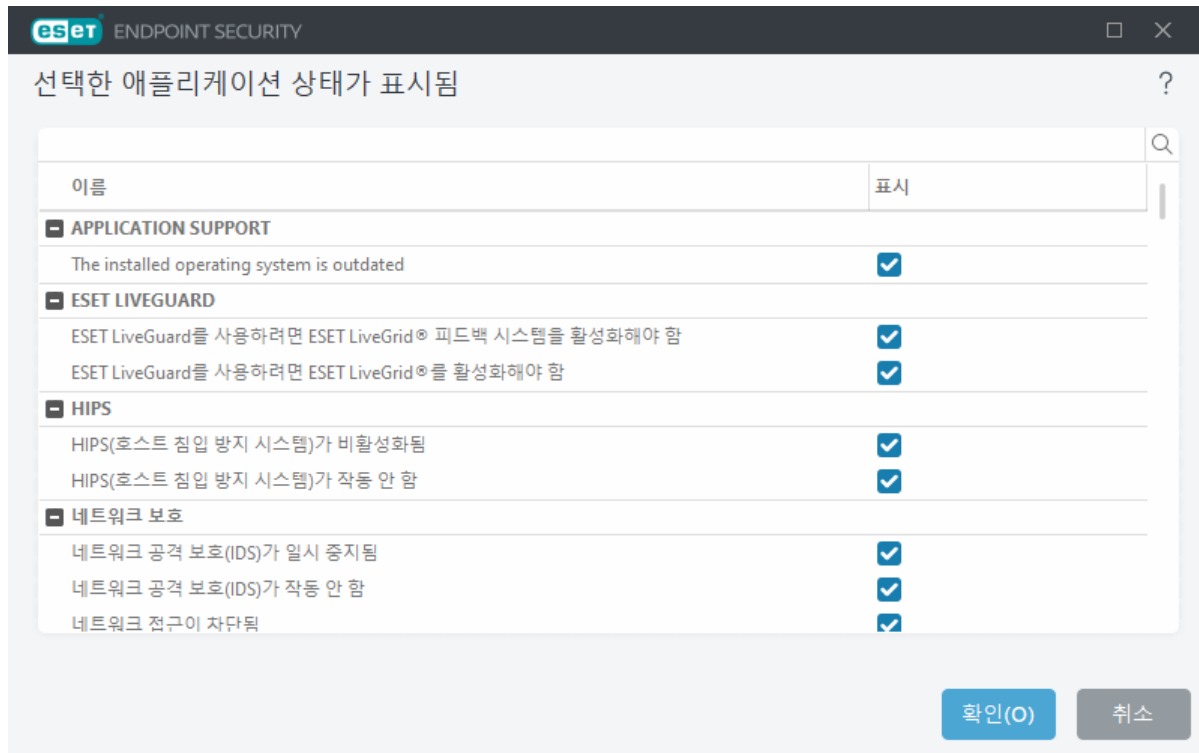 eset ENDPOINT SECURITY
선택한 애플리케이션 상태가 표시됨
?
이름 표시
APPLICATION SUPPORT
The installed operating system is outdated
ESET LIVEGUARD
ESET LiveGuard를 사용하려면 ESET LiveGrid® 피드백 시스템을 활성화해야 함
ESET LiveGuard를 사용하려면 ESET LiveGrid®를 활성화해야 함
HIPS
HIPS(호스트 침입 방지 시스템)가 비활성화됨
HIPS(호스트 침입 방지 시스템)가 작동 안 함
네트워크 보호
네트워크 공격 보호(IDS)가 일시 중지됨
네트워크 공격 보호(IDS)가 작동 안 함
네트워크 접근이 차단됨
확인(O) 취소